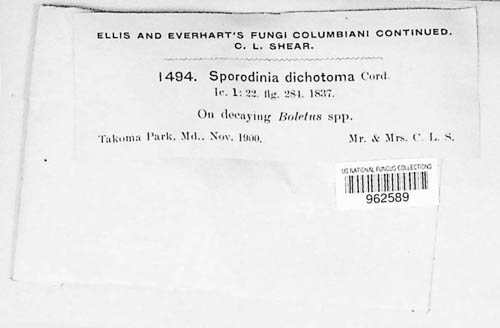 ELLIS AND EVERHART'S FUNGI COLUMBIANI CONTINUED.
C. L. SHEAR.
1494. Sporodinia dichotoma Cord.
Ic. 1: 22. fig. 284. 1837.
On decaying Boletus spp.
Takoma Park, Md., Nov. 1900. Mr. & Mrs. C. L. S.
US NATIONAL FUNGUS COLLECTIONS
962589